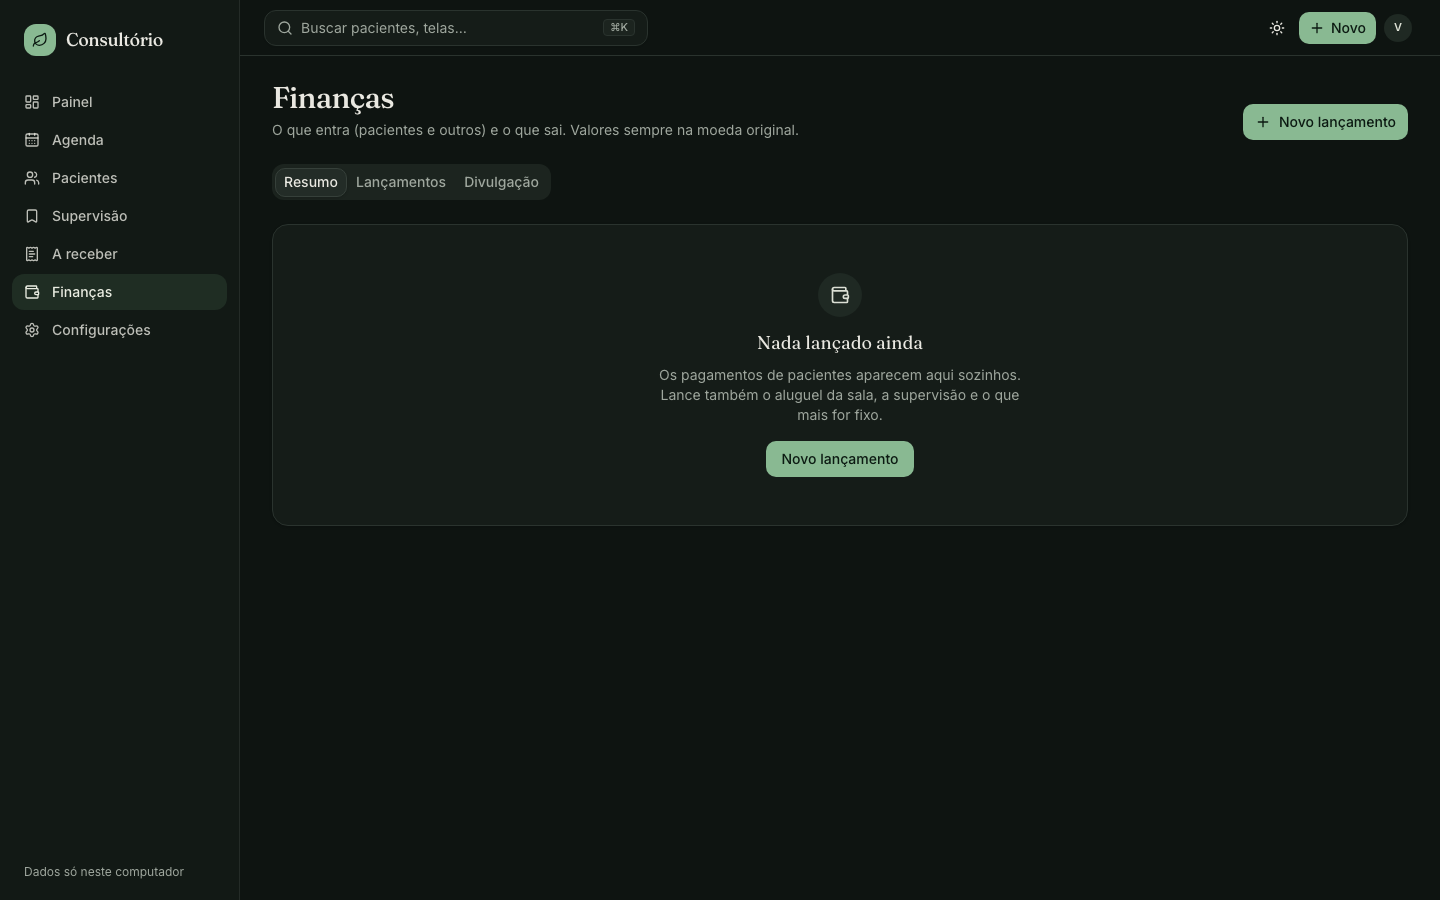 Consultório
Buscar pacientes, telas...
⌘K
Novo
V
Painel
Agenda
Pacientes
Supervisão
A receber
Finanças
Configurações
Dados só neste computador
Finanças
O que entra (pacientes e outros) e o que sai. Valores sempre na moeda original.
Novo lançamento
Resumo
Lançamentos
Divulgação
Nada lançado ainda
Os pagamentos de pacientes aparecem aqui sozinhos.
Lance também o aluguel da sala, a supervisão e o que
mais for fixo.
Novo lançamento